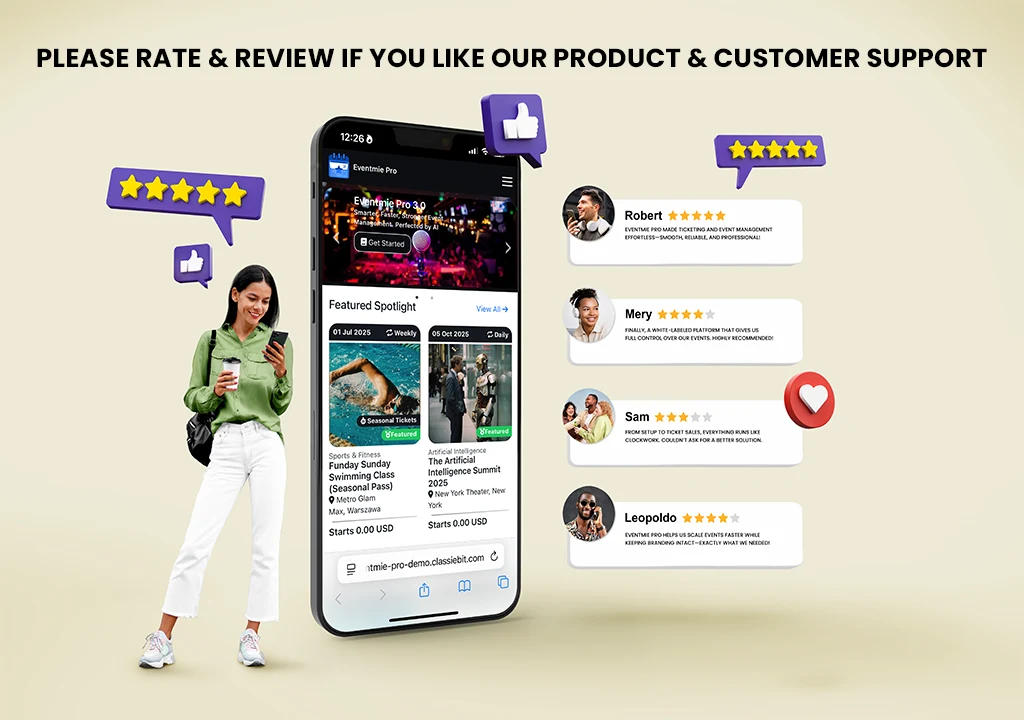 PLEASE RATE & REVIEW IF YOU LIKE OUR PRODUCT & CUSTOMER SUPPORT
12:26
Eventmie Pro
Eventmie Pro 3.0
Smarter, Faster, Stronger Event
Management. Perfected by AI
Get Started
Featured Spotlight
View All →
01 Jul 2025
Weekly
Seasonal Tickets
Featured
Sports & Fitness
Funday Sunday
Swimming Class
(Seasonal Pass)
Metro Glam
Max, Warszawa
Starts 0.00 USD
05 Oct 2025
Daily
Featured
Artificial Intelligence
The Artificial
Intelligence Summit
2025
New York Theater, New
York
Starts 0.00 USD
ntmie-pro-demo.classiebit.com
Robert
EVENTMIE PRO MADE TICKETING AND EVENT MANAGEMENT
EFFORTLESS—SMOOTH, RELIABLE, AND PROFESSIONAL!
Mery
FINALLY, A WHITE-LABELED PLATFORM THAT GIVES US
FULL CONTROL OVER OUR EVENTS. HIGHLY RECOMMENDED!
Sam
FROM SETUP TO TICKET SALES, EVERYTHING RUNS LIKE
CLOCKWORK. COULDN'T ASK FOR A BETTER SOLUTION.
Leopoldo
EVENTMIE PRO HELPS US SCALE EVENTS FASTER WHILE
KEEPING BRANDING INTACT—EXACTLY WHAT WE NEEDED!